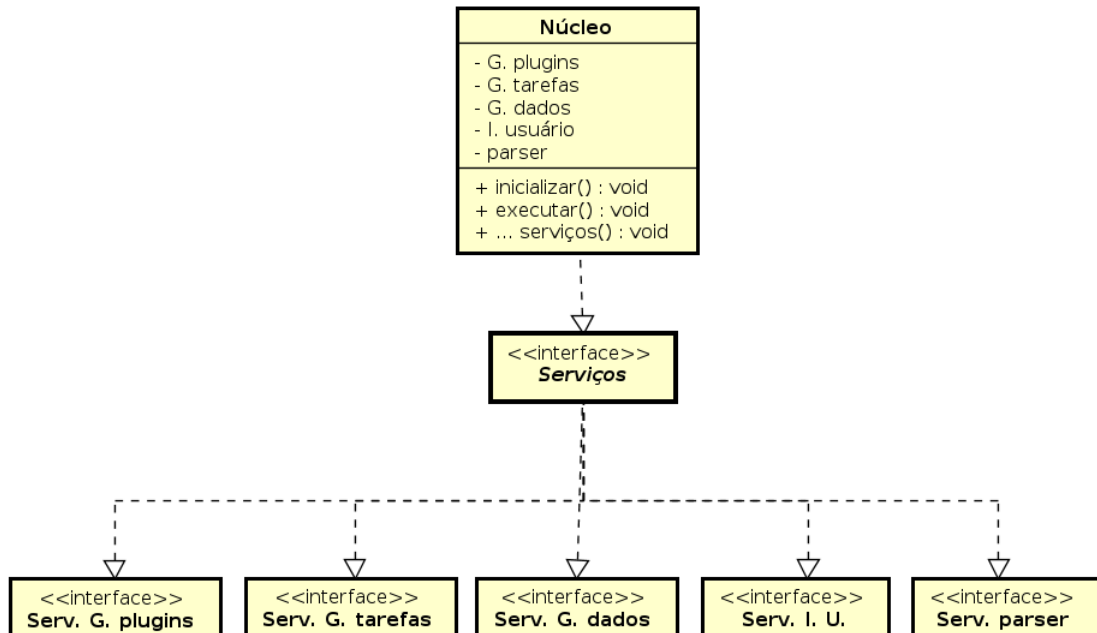 Núcleo
- G. plugins
- G. tarefas
- G. dados
- I. usuário
- parser
+ inicializar() : void
+ executar() : void
+ ... serviços() : void
<<interface>>
Serviços
<<interface>>
Serv. G. plugins
<<interface>>
Serv. G. tarefas
<<interface>>
Serv. G. dados
<<interface>>
Serv. I. U.
<<interface>>
Serv. parser